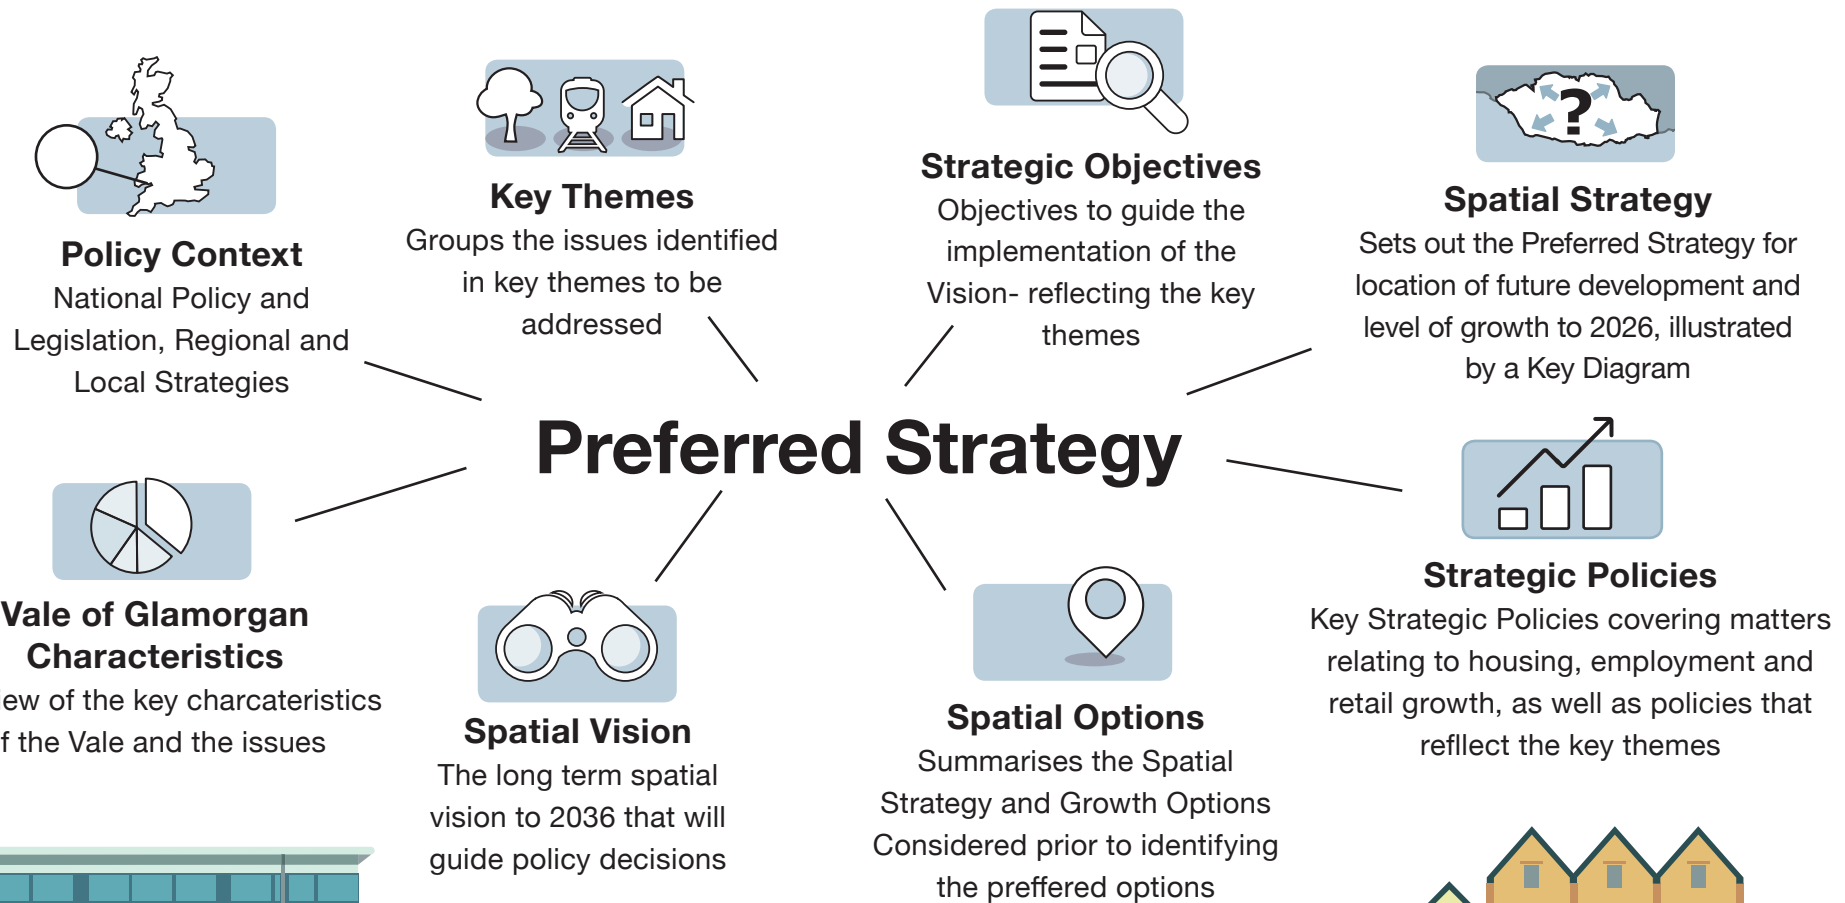 Policy Context
National Policy and
Legislation, Regional and
Local Strategies
Key Themes
Groups the issues identified
in key themes to be
addressed
Strategic Objectives
Objectives to guide the
implementation of the
Vision- reflecting the key
themes
?
Spatial Strategy
Sets out the Preferred Strategy for
location of future development and
level of growth to 2026, illustrated
by a Key Diagram
Preferred Strategy
Vale of Glamorgan
Characteristics
of the key charcateristics
the Vale and the issues
Spatial Vision
The long term spatial
vision to 2036 that will
guide policy decisions
Spatial Options
Summarises the Spatial
Strategy and Growth Options
Considered prior to identifying
the preffered options
Strategic Policies
Key Strategic Policies covering matters
relating to housing, employment and
retail growth, as well as policies that
refllect the key themes